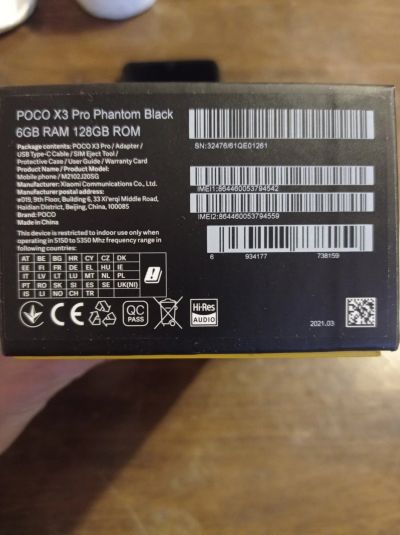 POCO X3 Pro Phantom Black
6GB RAM 128GB ROM
Package contents: POCO X3 Pro / Adapter /
USB Type-C Cable / SIM Eject Tool /
Protective Case / User Guide / Warranty Card
Product Name / Product Model:
Mobile phone / M2102J20SG
Manufacturer: Xiaomi Communications Co., Ltd.
Manufacturer postal address:
#019, 9th Floor, Building 6, 33 Xi'erqi Middle Road,
Haidian District, Beijing, China, 100085
Brand: POCO
Made in China
This device is restricted to indoor use only when
operating in 5150 to 5350 Mhz frequency range in
following countries:
AT BE BG HR CY CZ DK
EE FI FR DE EL HU IE
IT LV LT LU MT NL PL
PT RO SK SI ES SE UK(NI)
IS LI NO CH TR
CE
QC
PASS
Hi-Res
AUDIO
SN:32476/61QE01261
IMEI1:864460053794542
IMEI2:864460053794559
6 934177 738159
2021.03